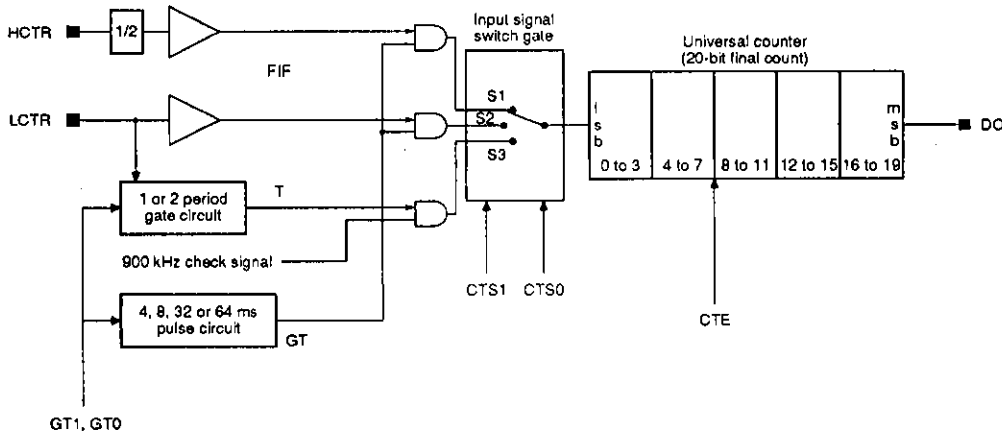 HCTR
1/2
FIF
Input signal
switch gate
Universal counter
(20-bit final count)
LCTR
S1
S2
S3
l
s
b
m
s
b
0 to 3
4 to 7
8 to 11
12 to 15
16 to 19
DO
1 or 2 period
gate circuit
T
900 kHz check signal
CTS1
CTS0
CTE
4, 8, 32 or 64 ms
pulse circuit
GT
GT1, GT0